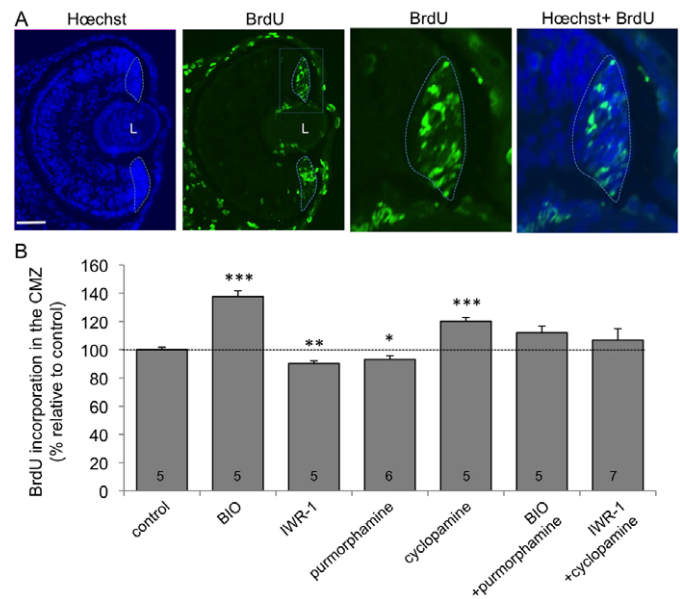 A
Hœchst
BrdU
BrdU
Hœchst+ BrdU
L
L
B
BrdU incorporation in the CMZ
(% relative to control)
160
140
120
100
80
60
40
20
0
***
**
*
***
5
5
5
6
5
5
7
control
BIO
IWR-1
purmorphamine
cyclopamine
BIO
+purmorphamine
IWR-1
+cyclopamine